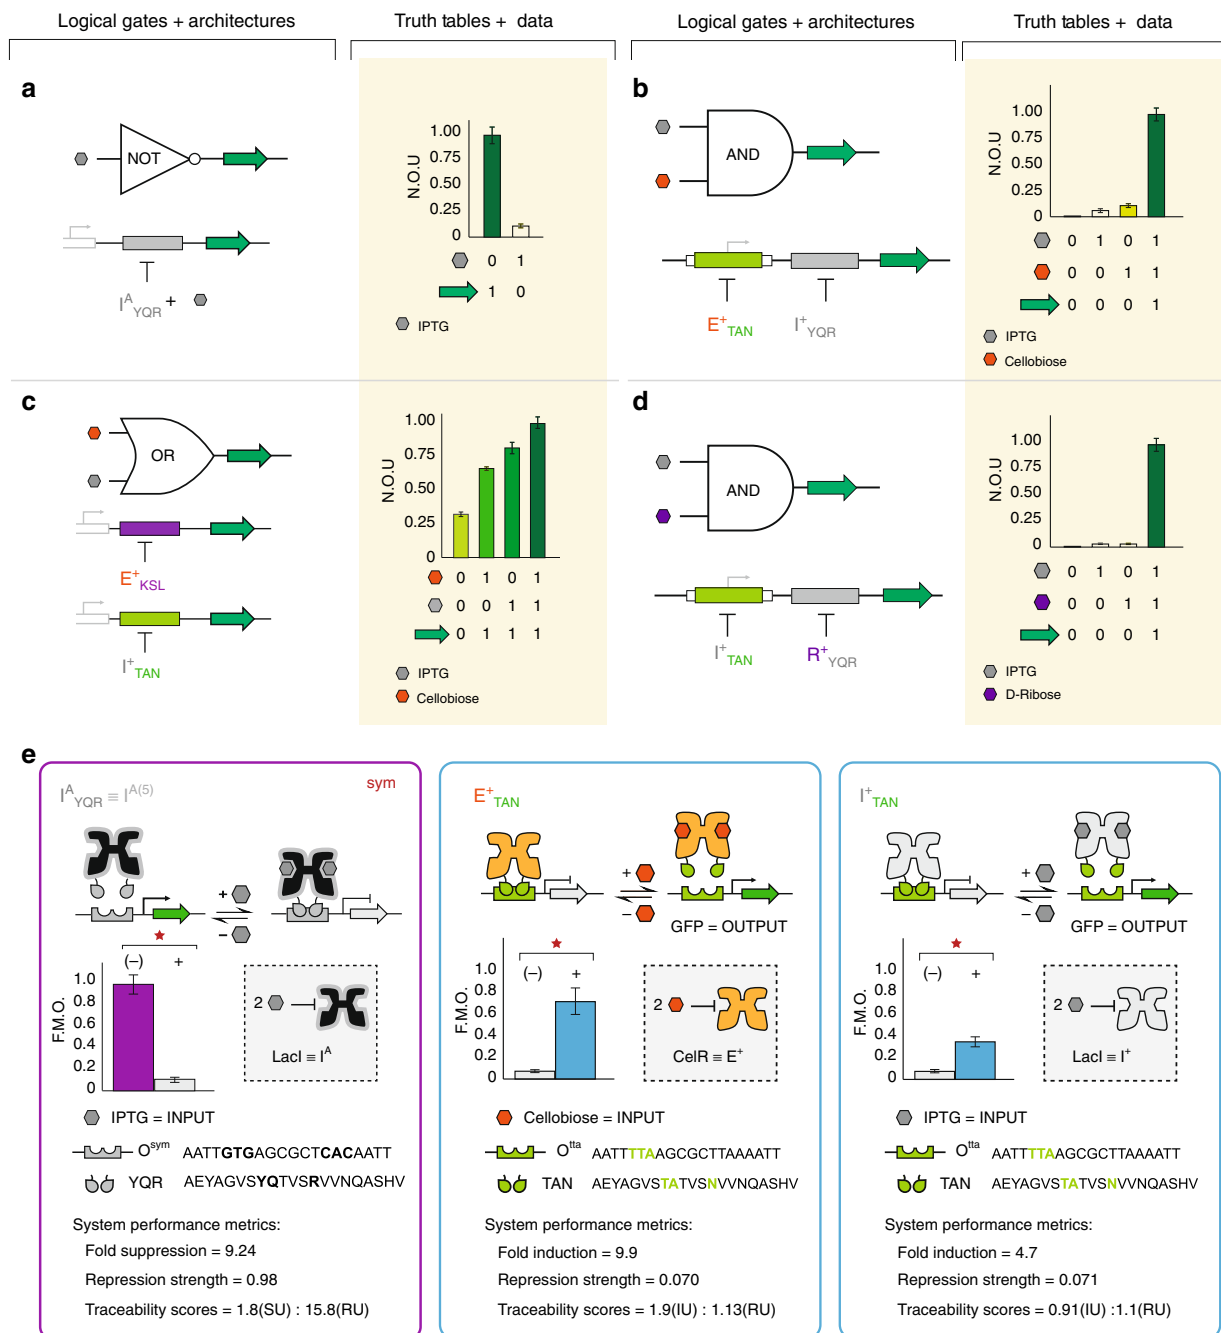 Logical gates + architectures
Truth tables + data
Logical gates + architectures
Truth tables + data
a
NOT
I^A_YQR +
N.O.U
1.00
0.75
0.50
0.25
0
0 1
1 0
IPTG
b
AND
E^+_TAN
I^+_YQR
N.O.U
1.00
0.75
0.50
0.25
0
0 1 0 1
0 0 1 1
0 0 0 1
IPTG
Cellobiose
c
OR
E^+_KSL
I^+_TAN
N.O.U
1.00
0.75
0.50
0.25
0
0 1 0 1
0 0 1 1
0 1 1 1
IPTG
Cellobiose
d
AND
I^+_TAN
R^+_YQR
N.O.U
1.00
0.75
0.50
0.25
0
0 1 0 1
0 0 1 1
0 0 0 1
IPTG
D-Ribose
e
I^A_YQR ≡ I^A(5)
sym
+
−
(−) +
F.M.O.
1.0
0.8
0.6
0.4
0.2
0
2
LacI ≡ I^A
IPTG = INPUT
O^sym AATTGTGAGCGCTCACAATT
YQR AEYAGVSYQTVSRVVNQASHV
System performance metrics:
Fold suppression = 9.24
Repression strength = 0.98
Traceability scores = 1.8(SU) : 15.8(RU)
E^+_TAN
+
−
GFP = OUTPUT
(−) +
F.M.O.
1.0
0.8
0.6
0.4
0.2
0
2
CelR ≡ E^+
Cellobiose = INPUT
O^tta AATTTTAAGCGCTTAAAATT
TAN AEYAGVSTATVSNVVNQASHV
System performance metrics:
Fold induction = 9.9
Repression strength = 0.070
Traceability scores = 1.9(IU) : 1.13(RU)
I^+_TAN
+
−
GFP = OUTPUT
(−) +
F.M.O.
1.0
0.8
0.6
0.4
0.2
0
2
LacI ≡ I^+
IPTG = INPUT
O^tta AATTTTAAGCGCTTAAAATT
TAN AEYAGVSTATVSNVVNQASHV
System performance metrics:
Fold induction = 4.7
Repression strength = 0.071
Traceability scores = 0.91(IU) :1.1(RU)